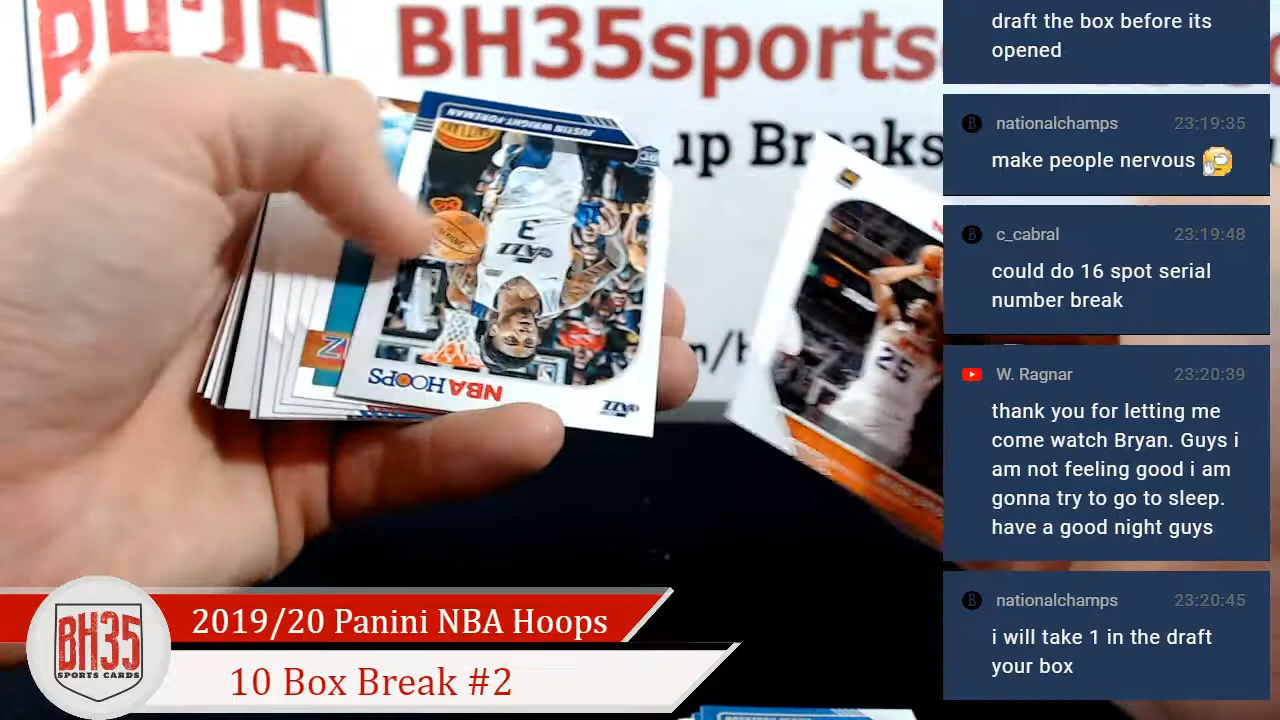 BH35sports
up Breaks
JUSTIN WRIGHT-FOREMAN
3
NBA HOOPS
25
draft the box before its
opened
nationalchamps 23:19:35
make people nervous
c_cabral 23:19:48
could do 16 spot serial
number break
W. Ragnar 23:20:39
thank you for letting me
come watch Bryan. Guys i
am not feeling good i am
gonna try to go to sleep.
have a good night guys
nationalchamps 23:20:45
i will take 1 in the draft
your box
BH35
SPORTS CARDS
2019/20 Panini NBA Hoops
10 Box Break #2